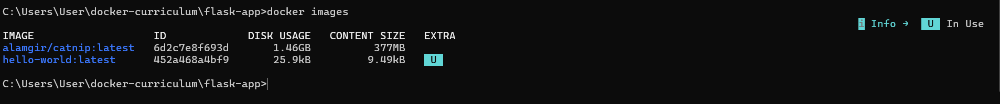 C:\Users\User\docker-curriculum\flask-app>docker images
i Info → U In Use
IMAGE ID DISK USAGE CONTENT SIZE EXTRA
alamgir/catnip:latest 6d2c7e8f693d 1.46GB 377MB
hello-world:latest 452a468a4bf9 25.9kB 9.49kB U
C:\Users\User\docker-curriculum\flask-app>